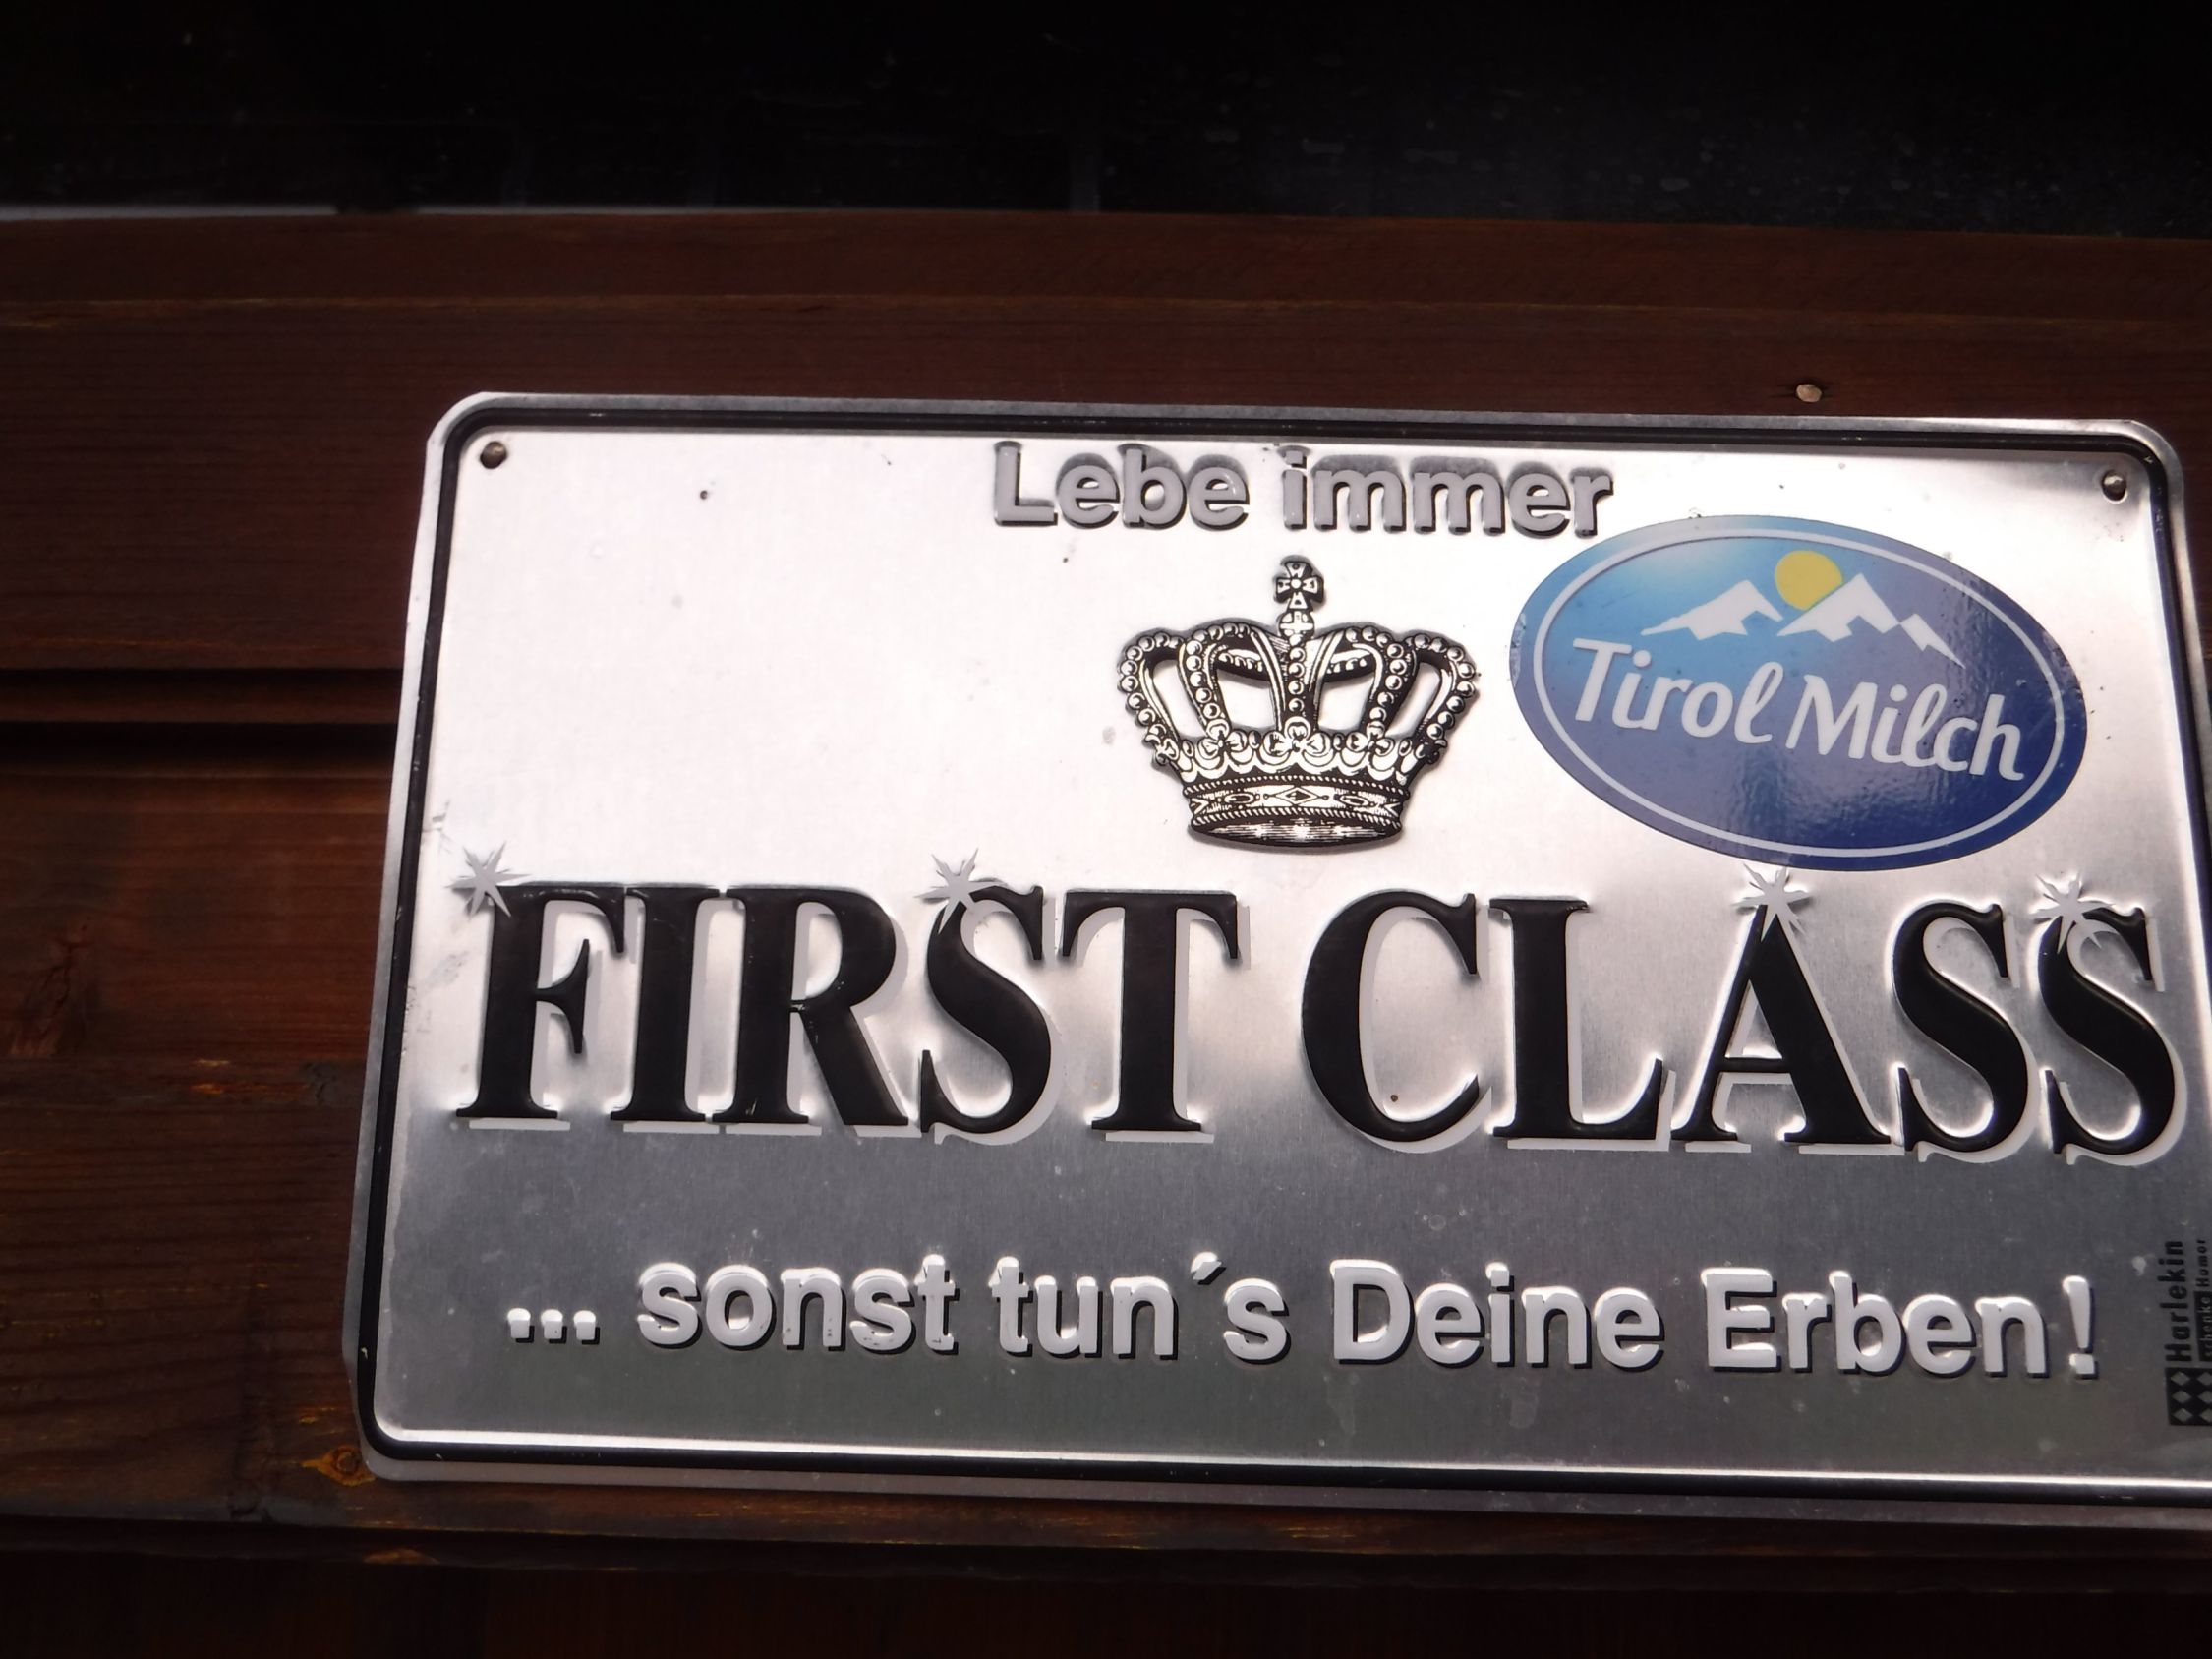 Lebe immer
Tirol Milch
FIRST CLASS
... sonst tun´s Deine Erben!
Harlekin